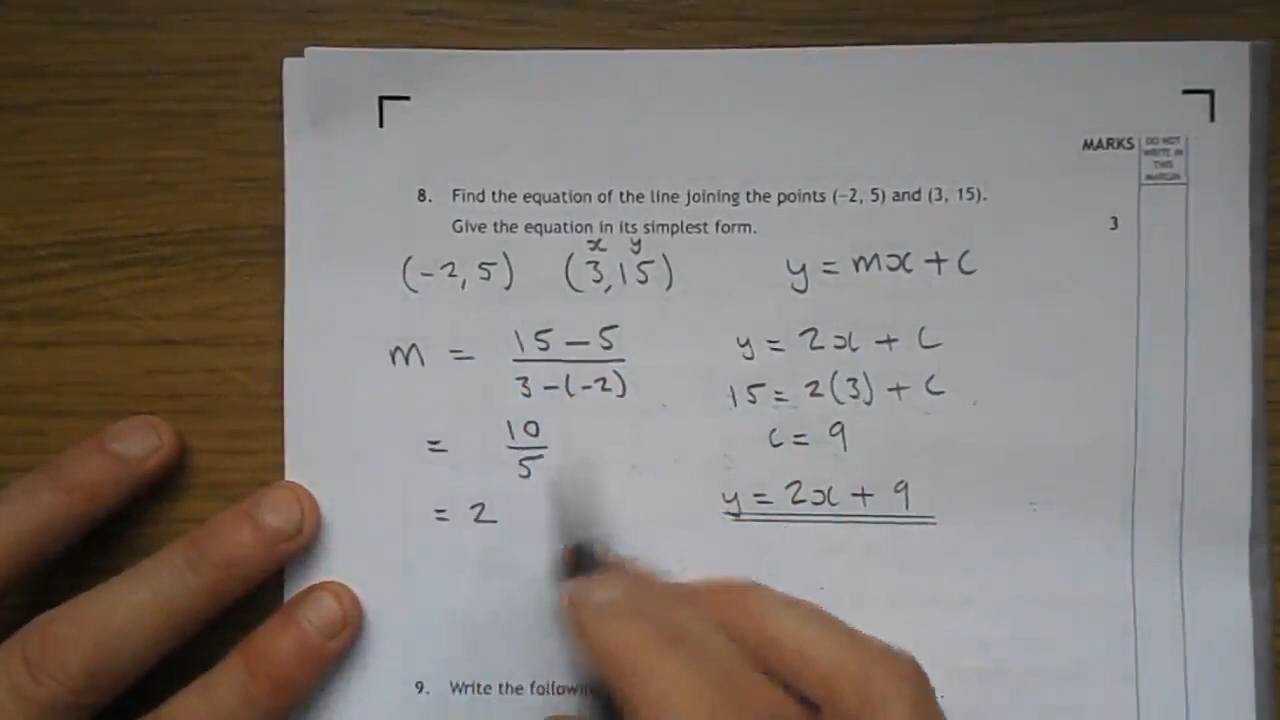 MARKS DO NOT WRITE IN THIS MARGIN
8. Find the equation of the line joining the points (−2, 5) and (3, 15).
Give the equation in its simplest form. 3
x y
(-2, 5) (3, 15) y = mx + c
m = 15 - 5 / 3 - (-2)
y = 2x + c
15 = 2(3) + c
= 10 / 5
c = 9
= 2
y = 2x + 9
9. Write the